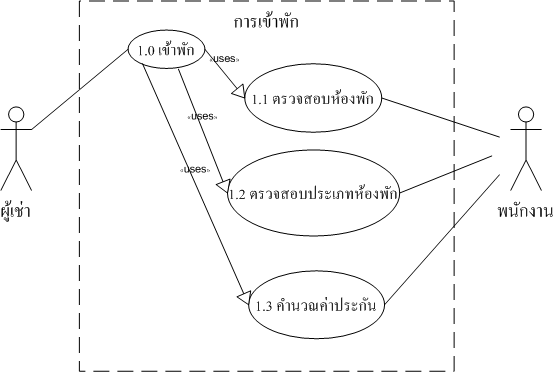 การเข้าพัก
1.0 เข้าพัก
«uses»
1.1 ตรวจสอบห้องพัก
«uses»
«uses»
1.2 ตรวจสอบประเภทห้องพัก
ผู้เช่า
พนักงาน
1.3 คำนวณค่าประกัน